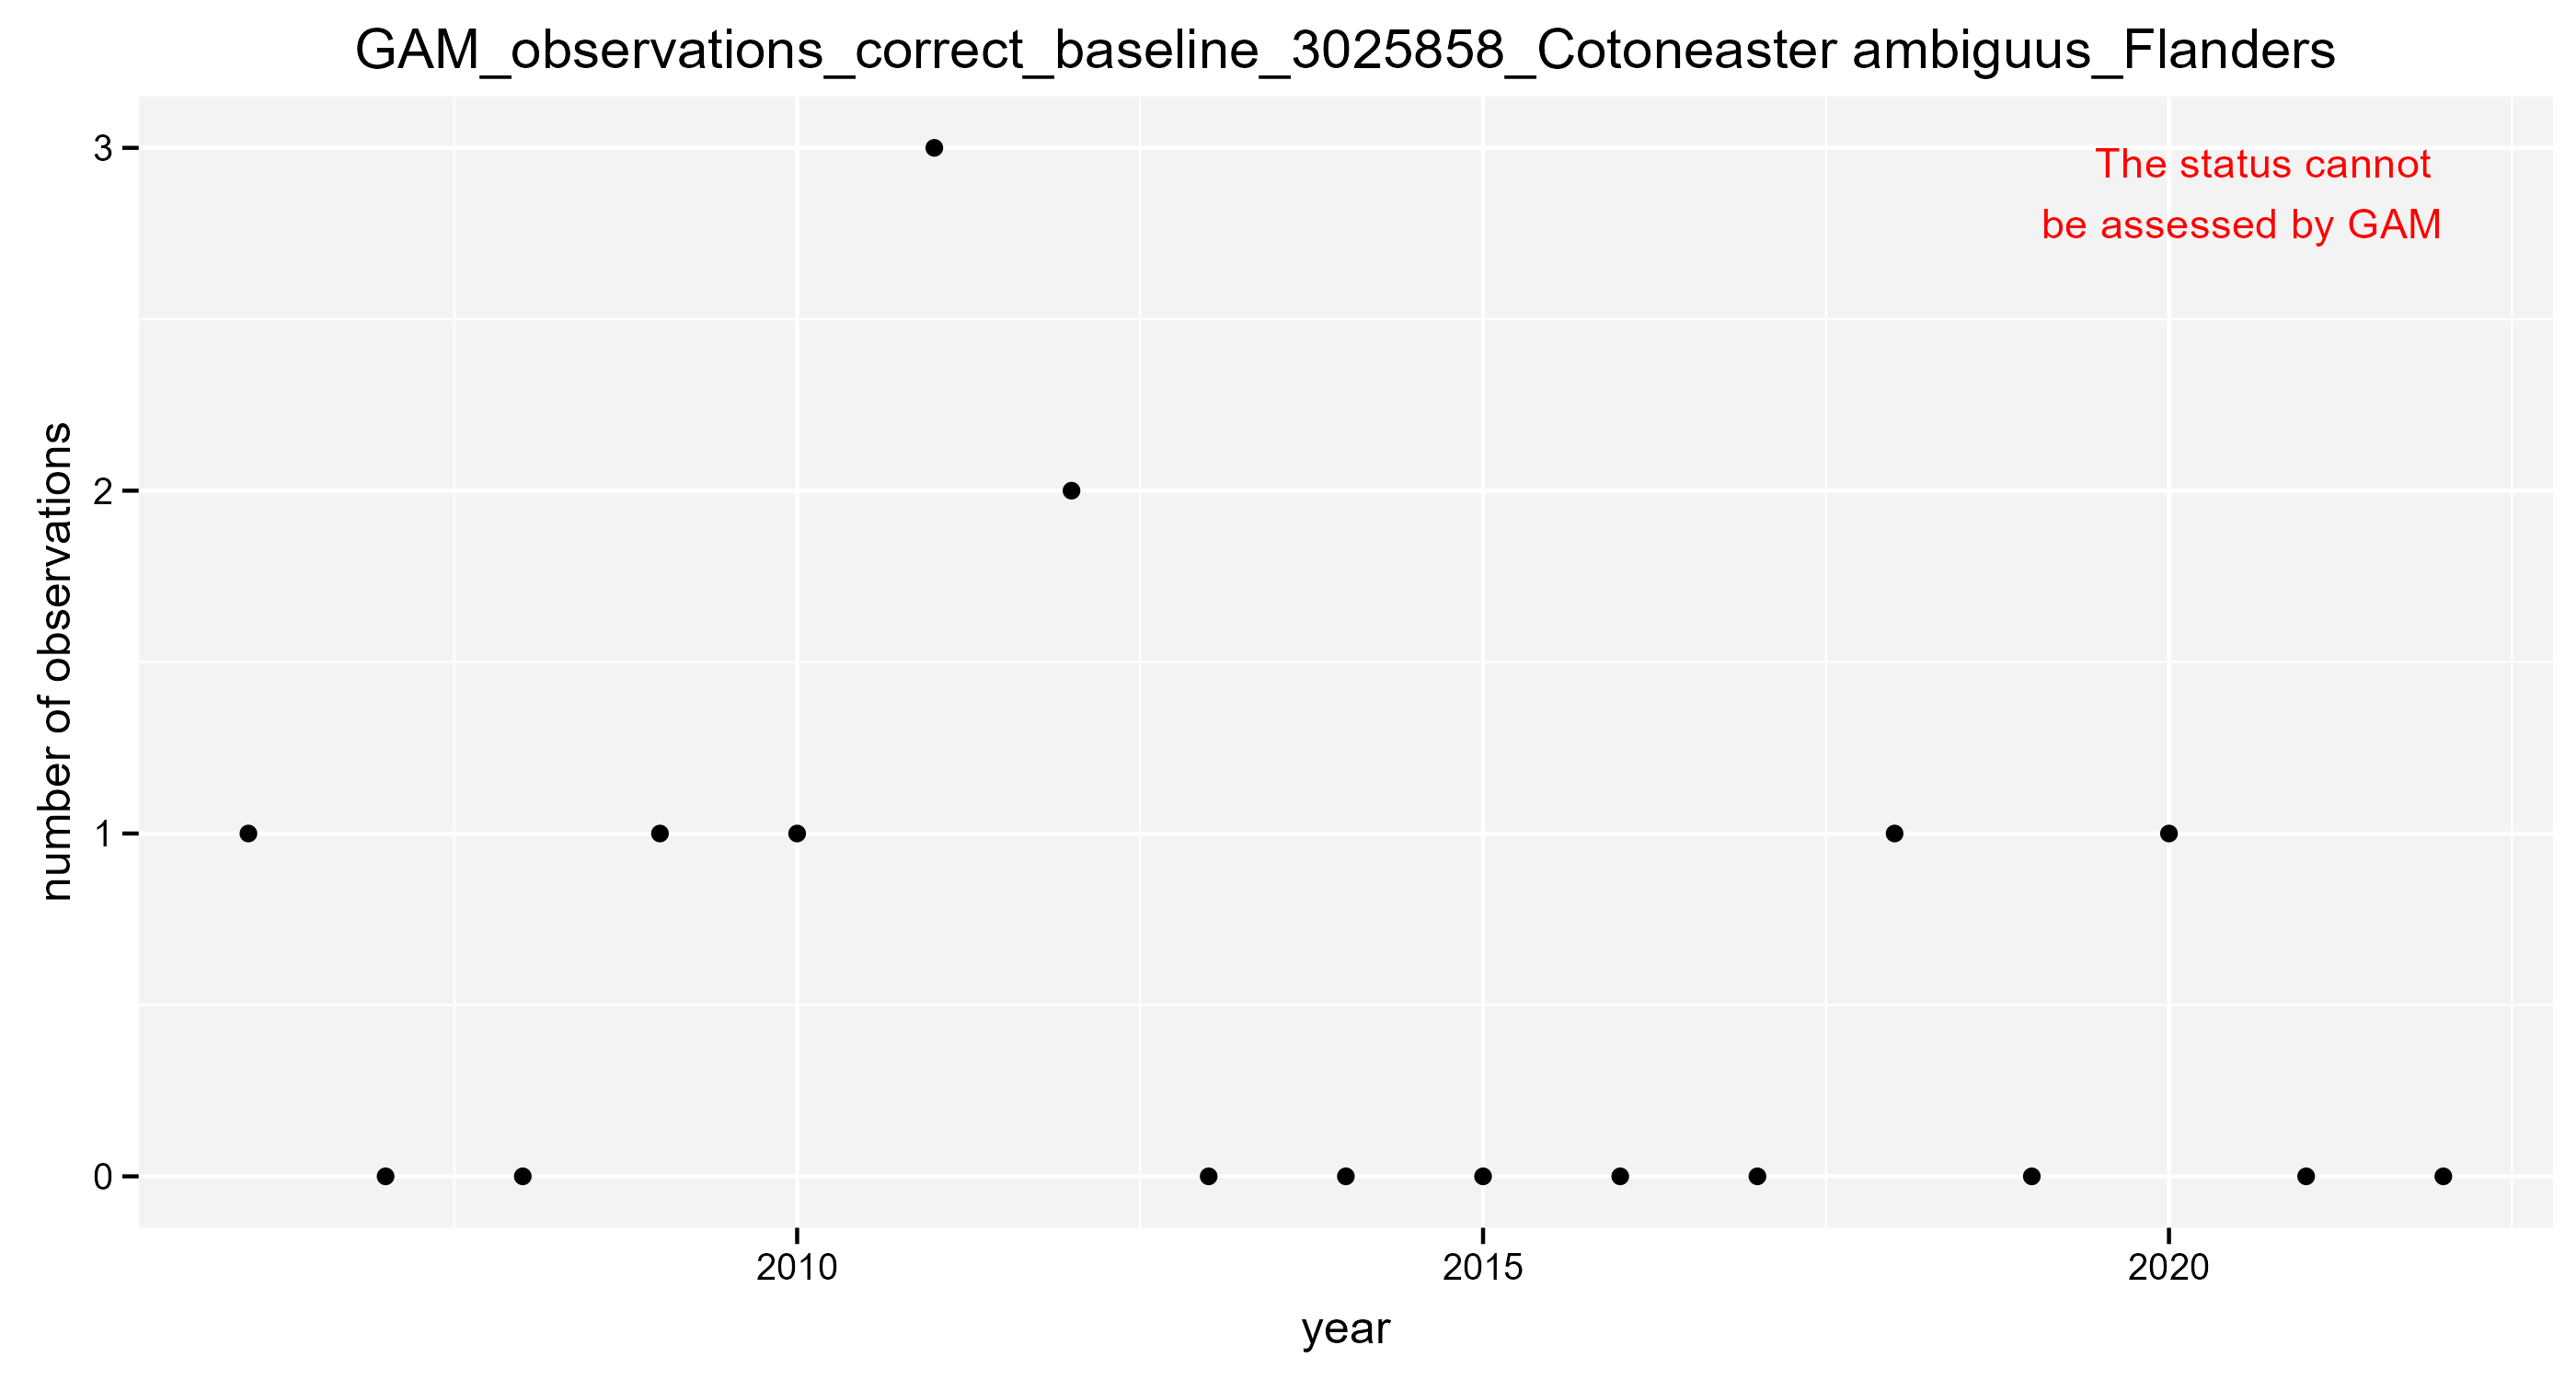 GAM_observations_correct_baseline_3025858_Cotoneaster ambiguus_Flanders
The status cannot
be assessed by GAM
number of observations
3
2
1
0
2010
2015
2020
year